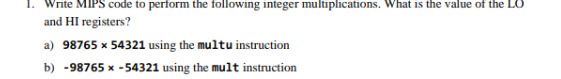 1. Write MIPS code to perform the following integer multiplications. What is the value of the LO
and HI registers?
a) 98765 × 54321 using the multu instruction
b) -98765 × -54321 using the mult instruction